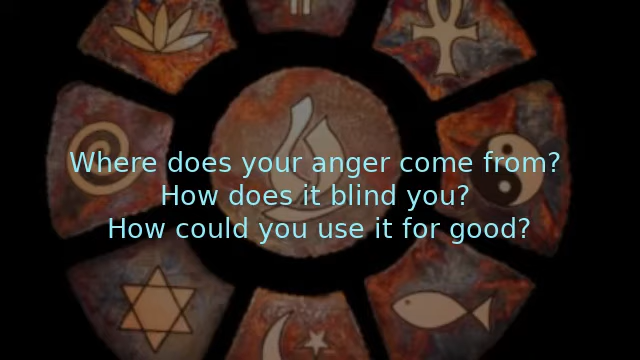 Where does your anger come from?
How does it blind you?
How could you use it for good?